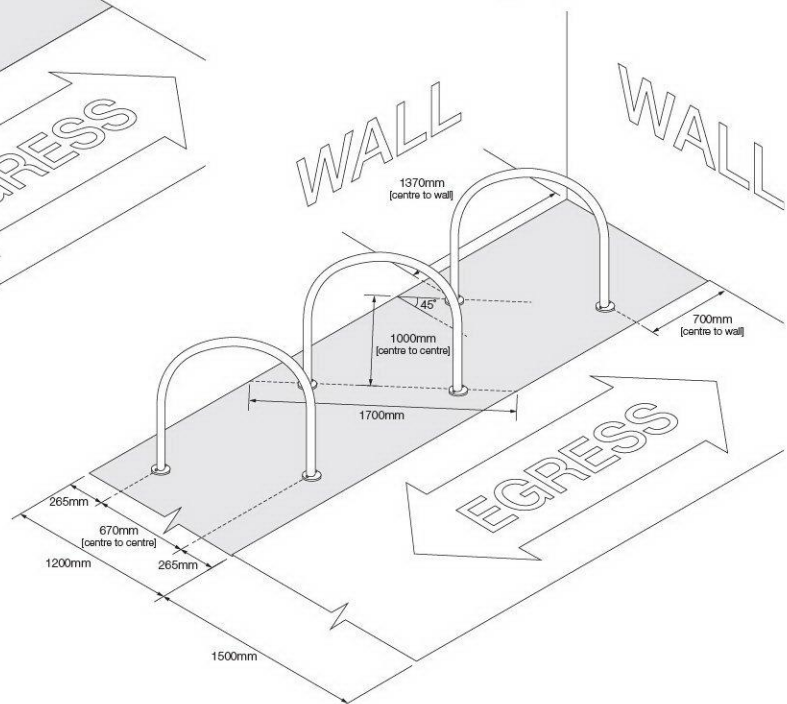 WALL
WALL
1370mm
[centre to wall]
45°
1000mm
[centre to centre]
700mm
[centre to wall]
1700mm
EGRESS
265mm
670mm
[centre to centre]
265mm
1200mm
1500mm